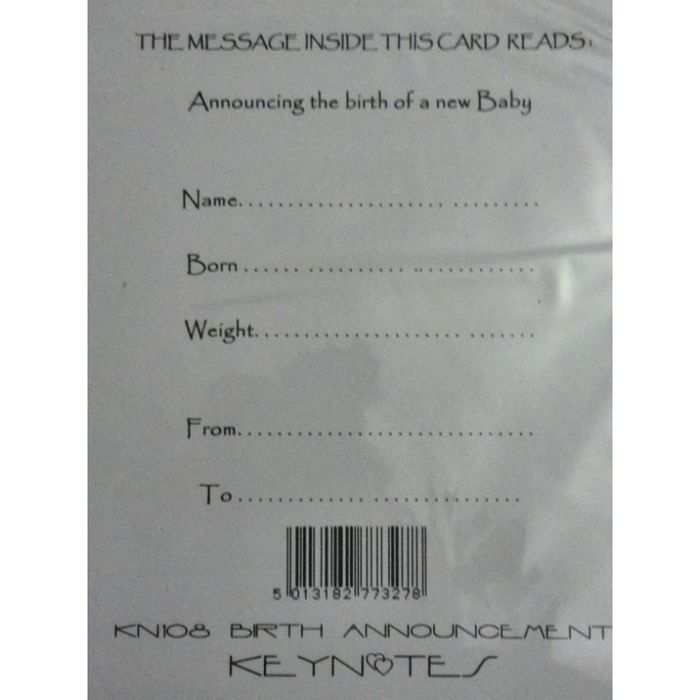 THE MESSAGE INSIDE THIS CARD READS:
Announcing the birth of a new Baby
Name.............................
Born.............................
Weight...........................
From.............................
To.............................
5 013182 773278
KN108 BIRTH ANNOUNCEMENT
KEYNOTES